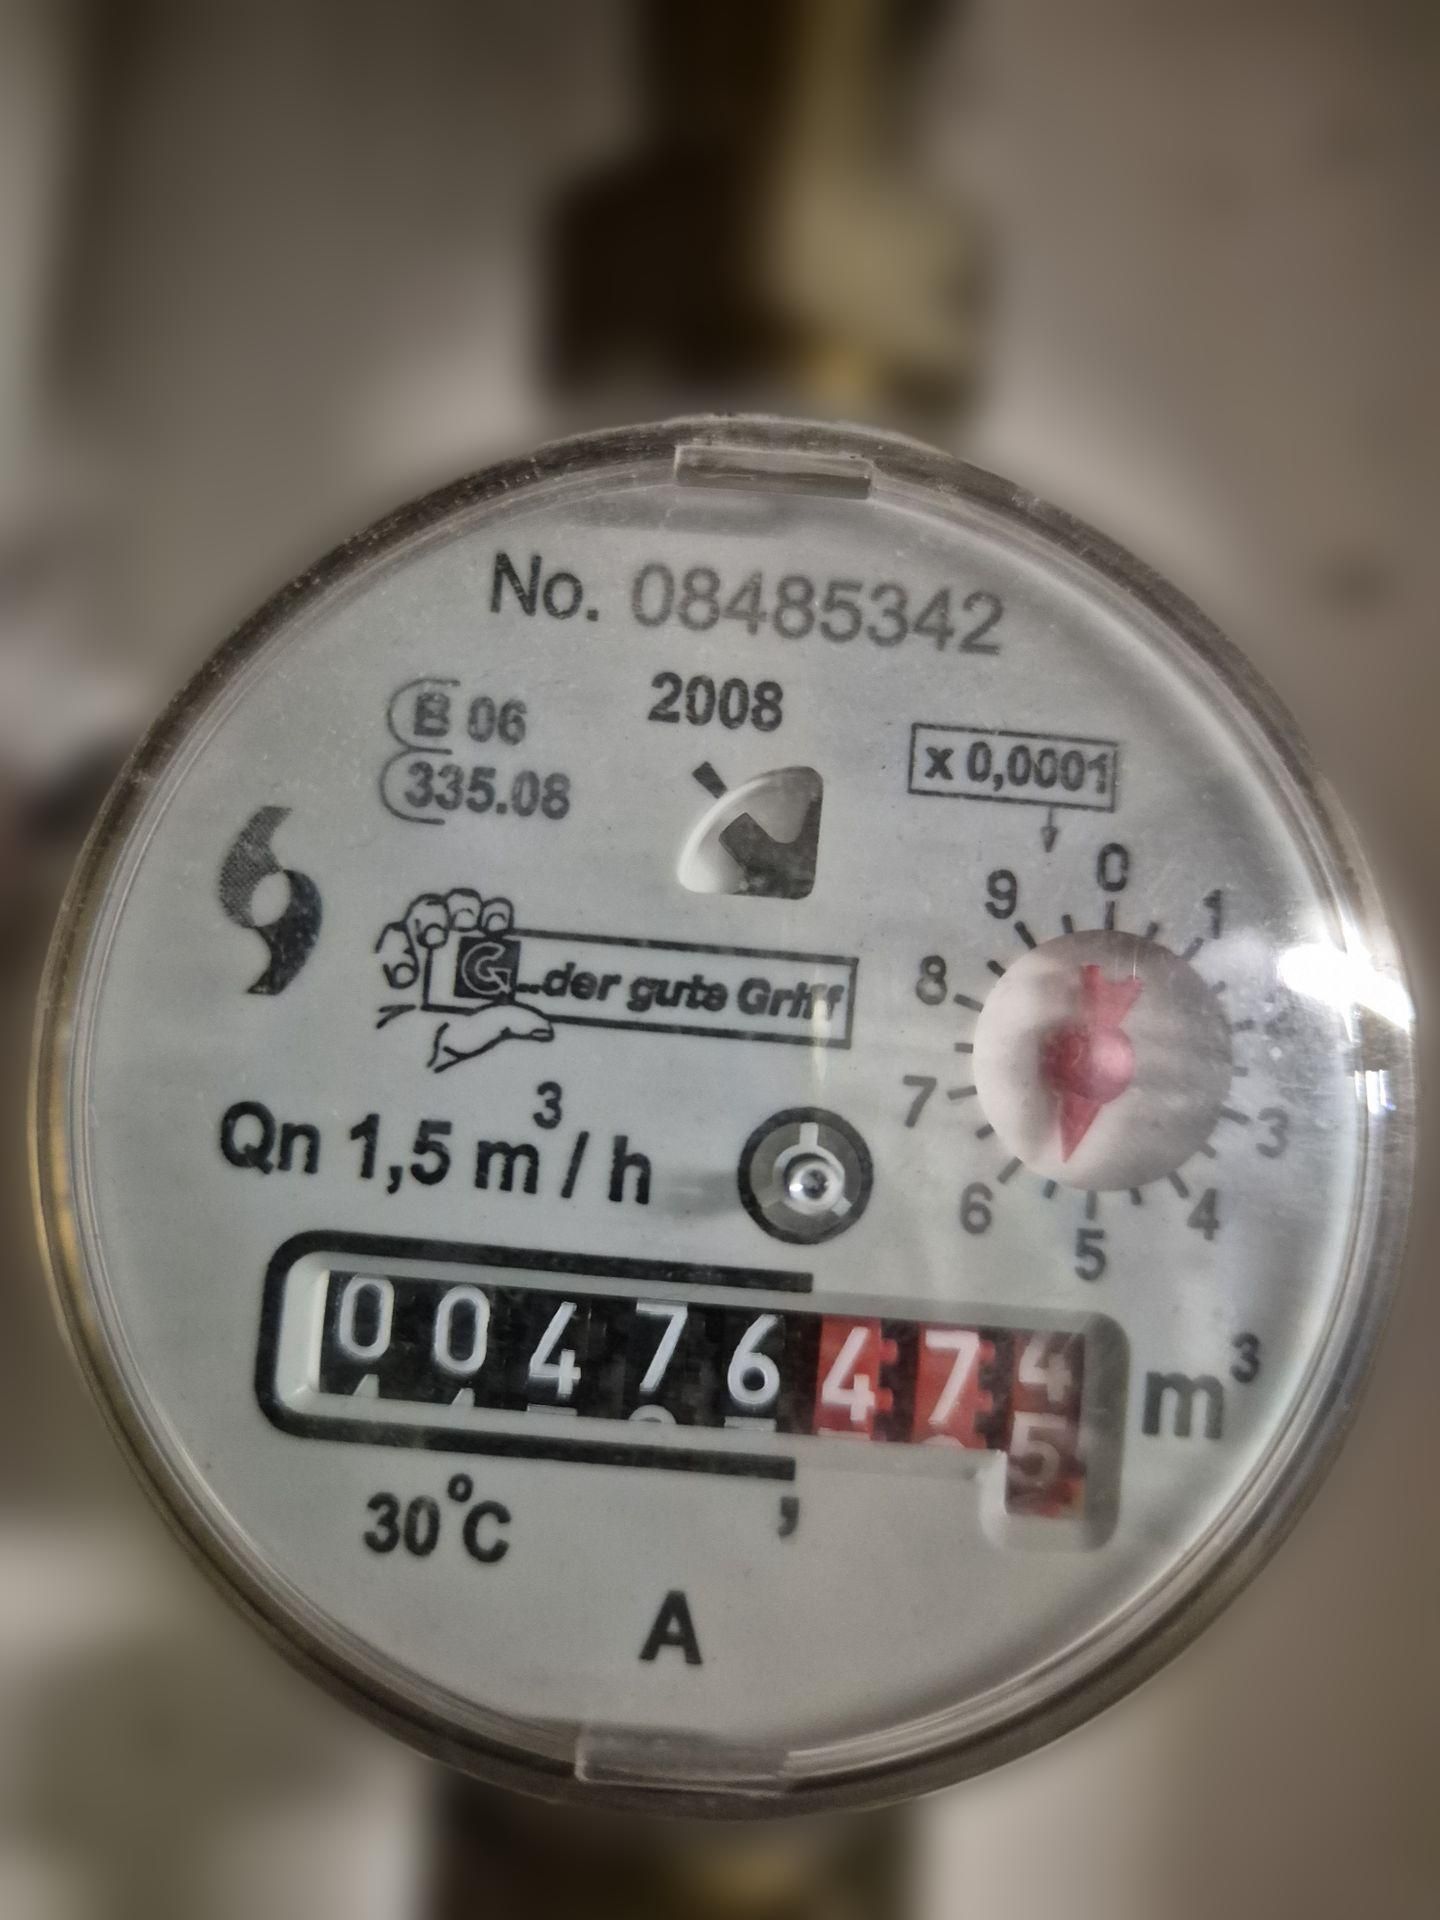 No. 08485342
2008
B 06
335.08
x 0,0001
0
9 1
8
G ...der gute Griff
7 3
6 4
5
Qn 1,5 m³/h
00476474 m³
5
,
30°C
A